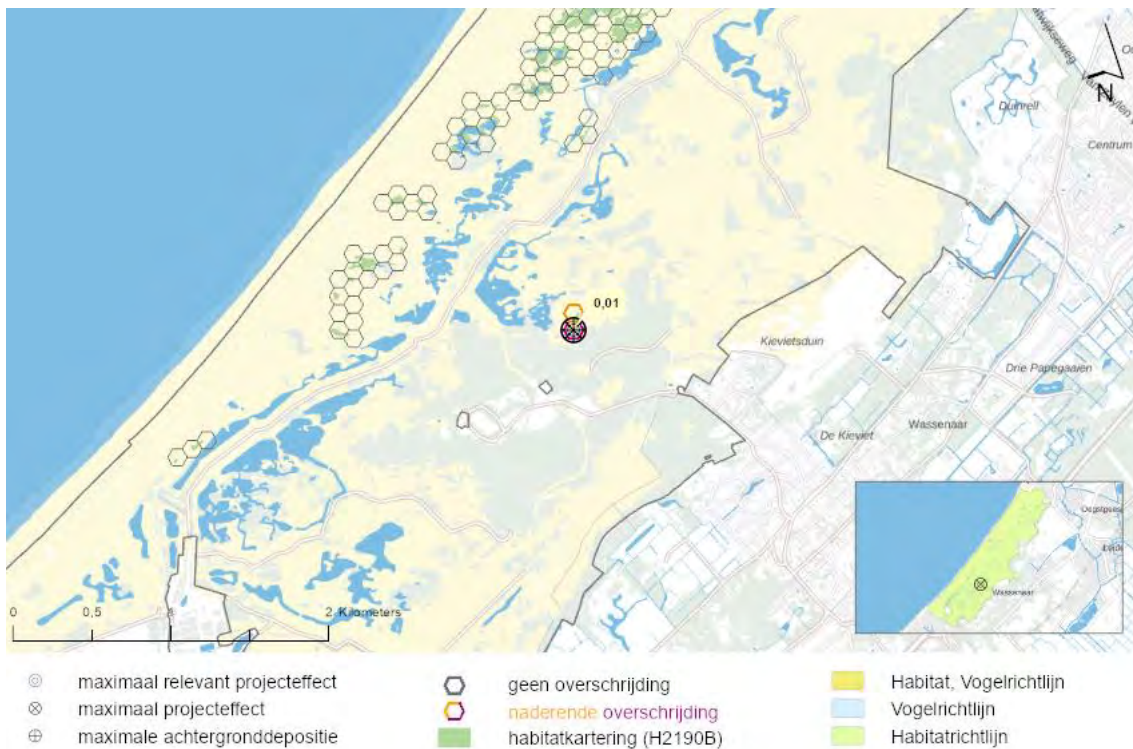 Duinrell
Centrum
N
0,01
Kievietsduin
Drie Papegaaien
De Kieviet
Wassenaar
Wassenaar
0 0,5 2 Kilometers
maximaal relevant projecteffect
maximaal projecteffect
maximale achtergronddepositie
geen overschrijding
naderende overschrijding
habitatkartering (H2190B)
Habitat, Vogelrichtlijn
Vogelrichtlijn
Habitatrichtlijn